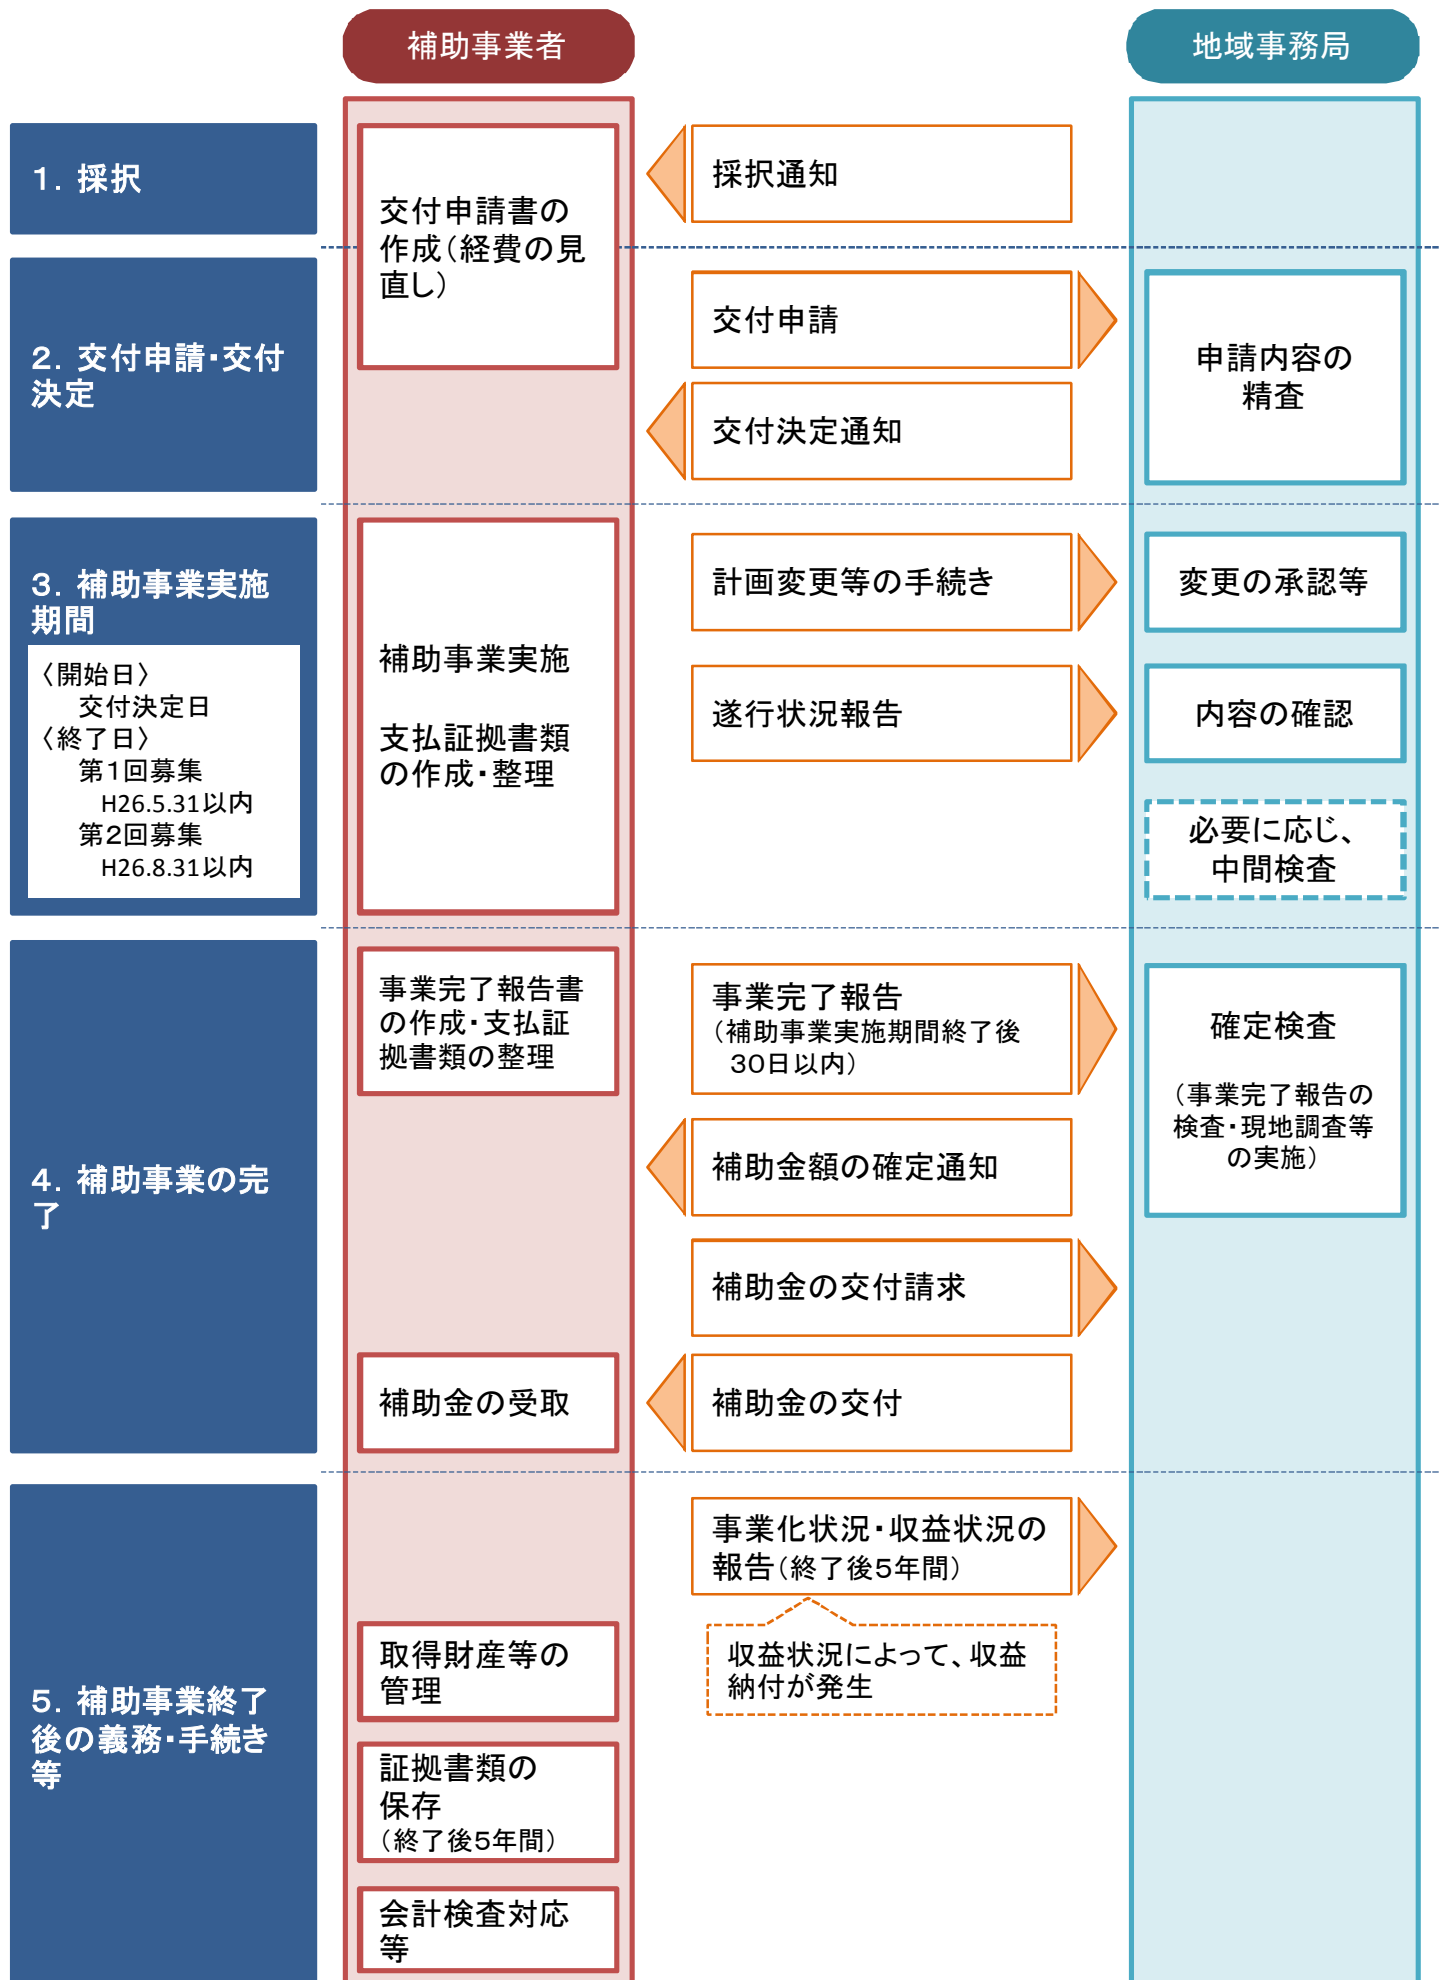 補助事業者
地域事務局
1．採択
交付申請書の
作成（経費の見
直し）
採択通知
2．交付申請・交付
決定
交付申請
交付決定通知
申請内容の
精査
3．補助事業実施
期間
〈開始日〉
交付決定日
〈終了日〉
第1回募集
H26.5.31以内
第2回募集
H26.8.31以内
補助事業実施
支払証拠書類
の作成・整理
計画変更等の手続き
変更の承認等
遂行状況報告
内容の確認
必要に応じ、
中間検査
4．補助事業の完
了
事業完了報告書
の作成・支払証
拠書類の整理
事業完了報告
（補助事業実施期間終了後
30日以内）
確定検査
（事業完了報告の
検査・現地調査等
の実施）
補助金額の確定通知
補助金の交付請求
補助金の受取
補助金の交付
5．補助事業終了
後の義務・手続き
等
事業化状況・収益状況の
報告（終了後5年間）
収益状況によって、収益
納付が発生
取得財産等の
管理
証拠書類の
保存
（終了後5年間）
会計検査対応
等